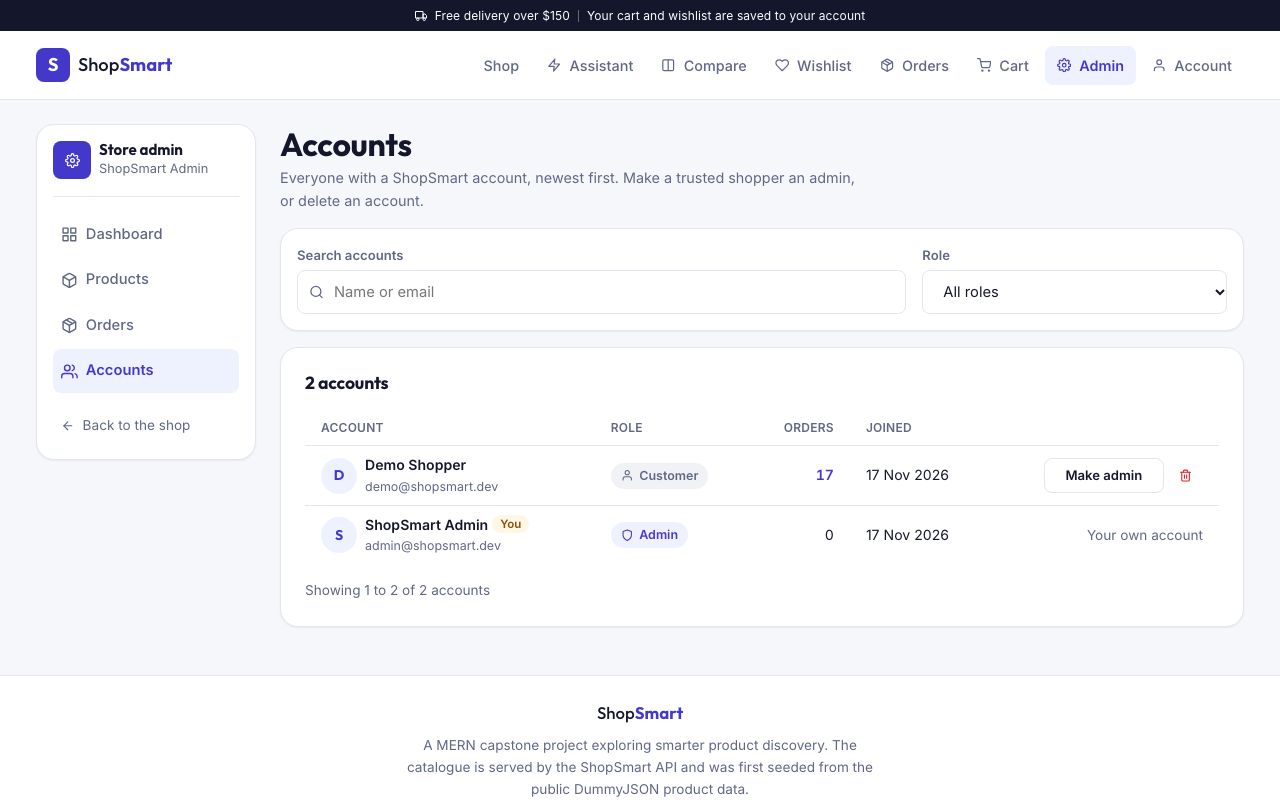 Free delivery over $150 | Your cart and wishlist are saved to your account
S ShopSmart
Shop Assistant Compare Wishlist Orders Cart Admin Account
Store admin
ShopSmart Admin
Dashboard
Products
Orders
Accounts
Back to the shop
Accounts
Everyone with a ShopSmart account, newest first. Make a trusted shopper an admin,
or delete an account.
Search accounts
Name or email
Role
All roles
2 accounts
ACCOUNT ROLE ORDERS JOINED
D Demo Shopper
demo@shopsmart.dev
Customer 17 17 Nov 2026 Make admin
S ShopSmart Admin You
admin@shopsmart.dev
Admin 0 17 Nov 2026 Your own account
Showing 1 to 2 of 2 accounts
ShopSmart
A MERN capstone project exploring smarter product discovery. The
catalogue is served by the ShopSmart API and was first seeded from the
public DummyJSON product data.